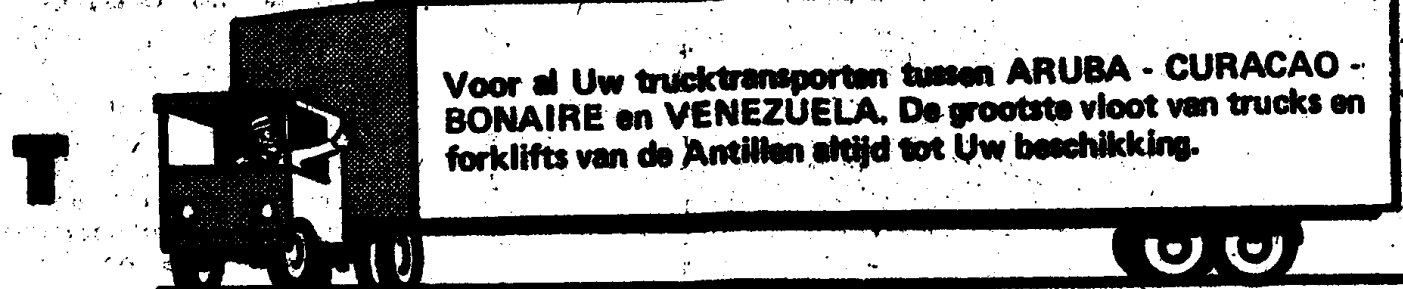 Voor al Uw trucktransporten tussen ARUBA - CURACAO -
BONAIRE en VENEZUELA. De grootste vloot van trucks en
forklifts van de Antillen altijd tot Uw beschikking.
T